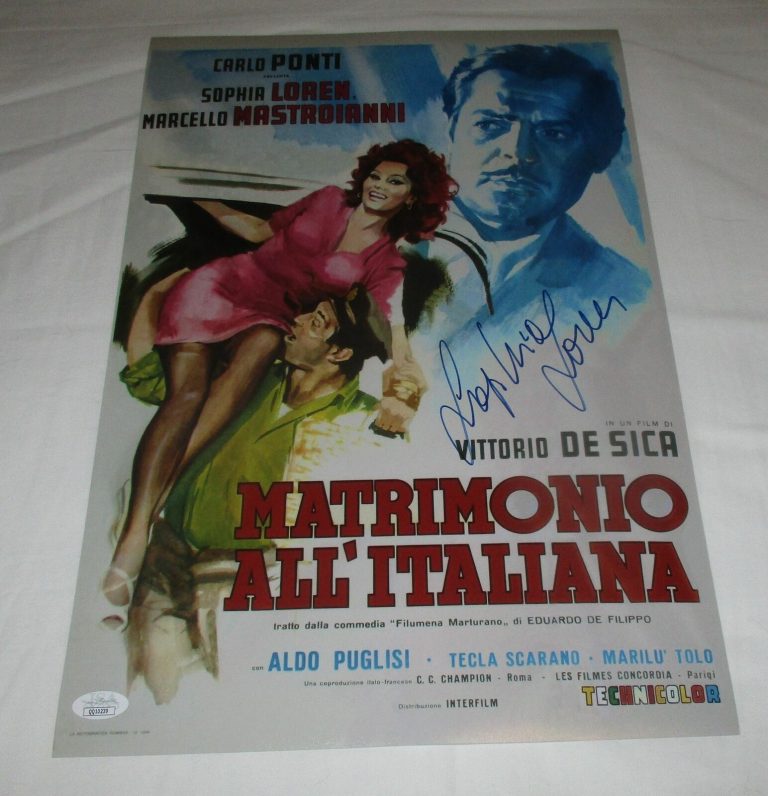 CARLO PONTI
SOPHIA LOREN
MARCELLO MASTROIANNI
Sophia Loren
IN UN FILM DI
VITTORIO DE SICA
MATRIMONIO
ALL'ITALIANA
tratto dalla commedia "Filumena Marturano„ di EDUARDO DE FILIPPO
con ALDO PUGLISI · TECLA SCARANO · MARILU' TOLO
Una coproduzione italo-francese C. C. CHAMPION - Roma - LES FILMES CONCORDIA - Parigi
TECHNICOLOR
Distribuzione INTERFILM